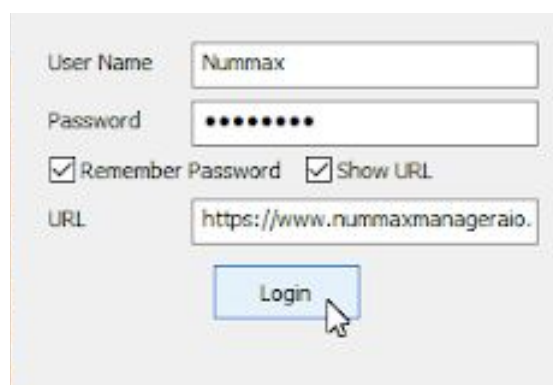 User Name Nummax
Password ••••••••
Remember Password Show URL
URL https://www.nummaxmanageraio.
Login